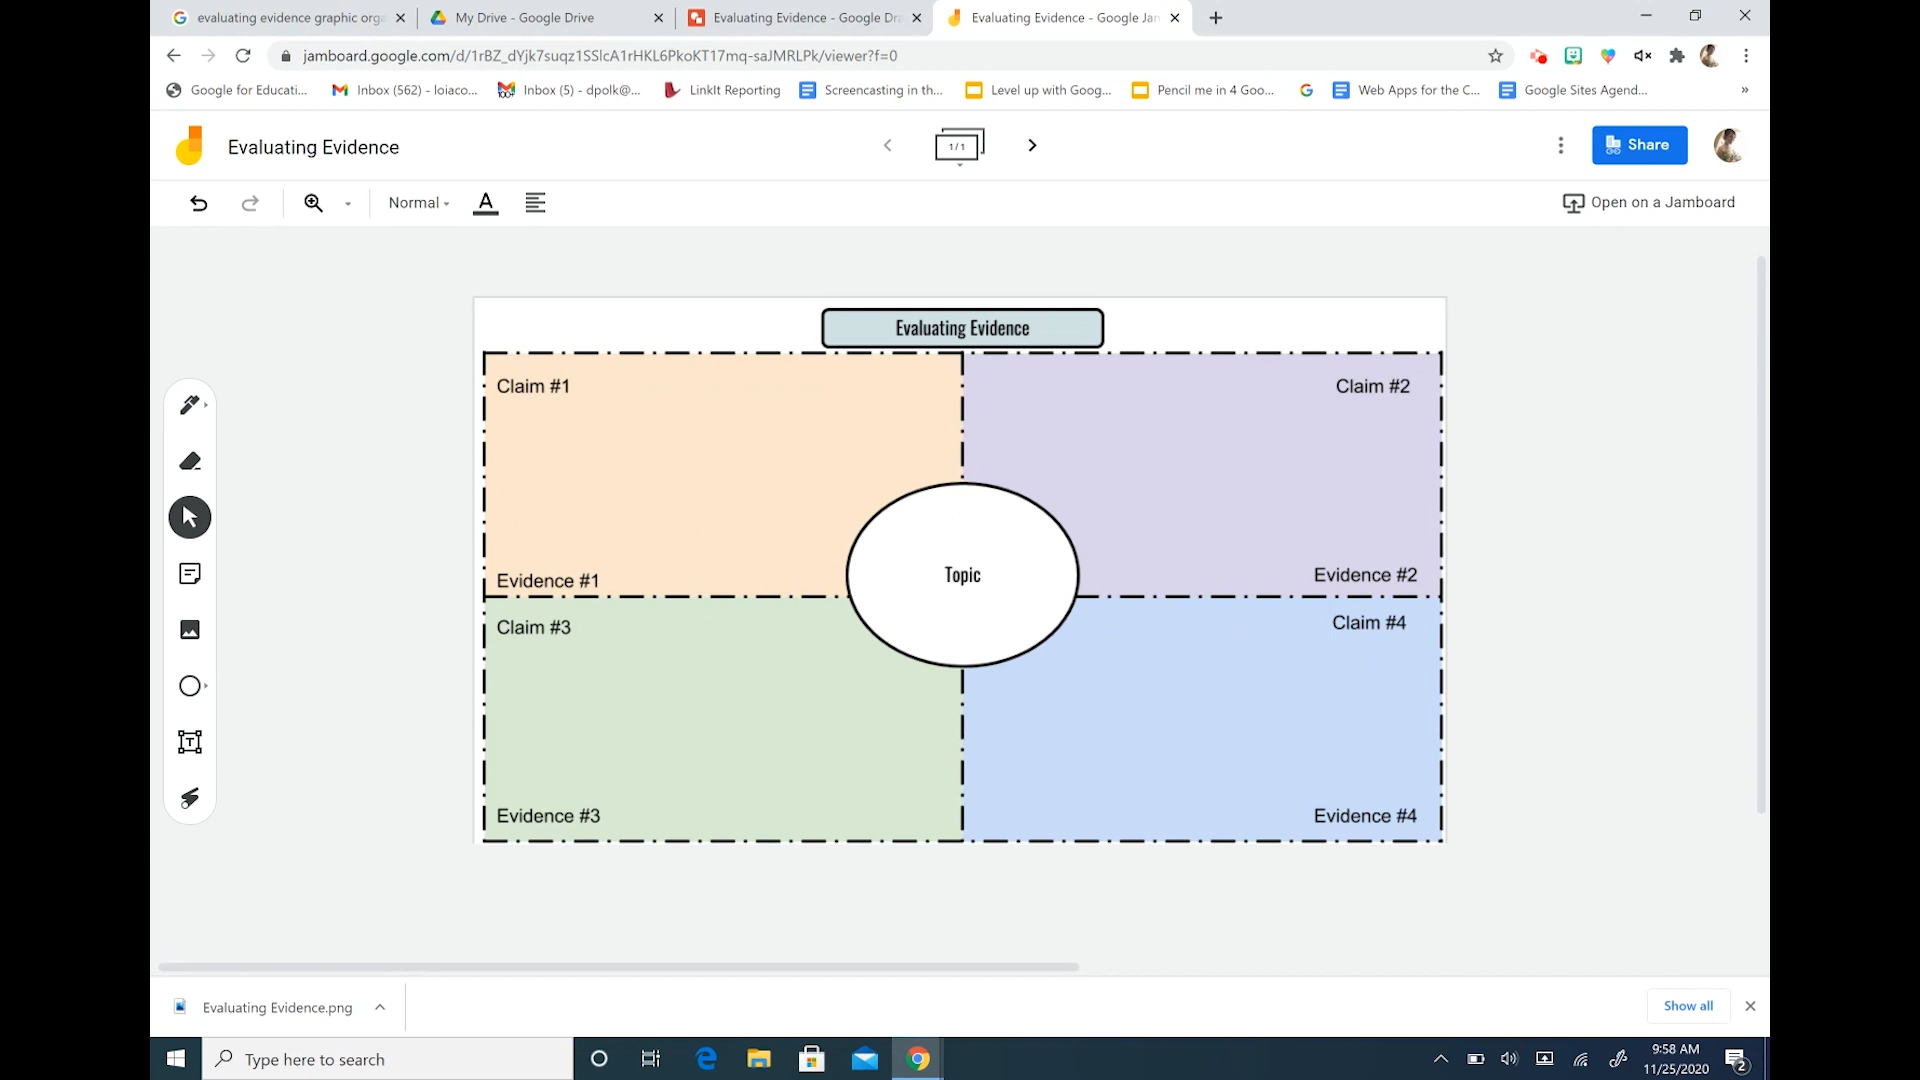 evaluating evidence graphic orga
My Drive - Google Drive
Evaluating Evidence - Google Dra
Evaluating Evidence - Google Jan
jamboard.google.com/d/1rBZ_dYjk7suqz1SSlcA1rHKL6PkoKT17mq-saJMRLPk/viewer?f=0
Google for Educati...
Inbox (562) - loiaco...
Inbox (5) - dpolk@...
LinkIt Reporting
Screencasting in th...
Level up with Goog...
Pencil me in 4 Goo...
Web Apps for the C...
Google Sites Agend...
»
Evaluating Evidence
1/1
Share
Normal
A
Open on a Jamboard
Evaluating Evidence
Claim #1
Claim #2
Topic
Evidence #1
Evidence #2
Claim #3
Claim #4
Evidence #3
Evidence #4
Evaluating Evidence.png
Show all
Type here to search
9:58 AM
11/25/2020
2